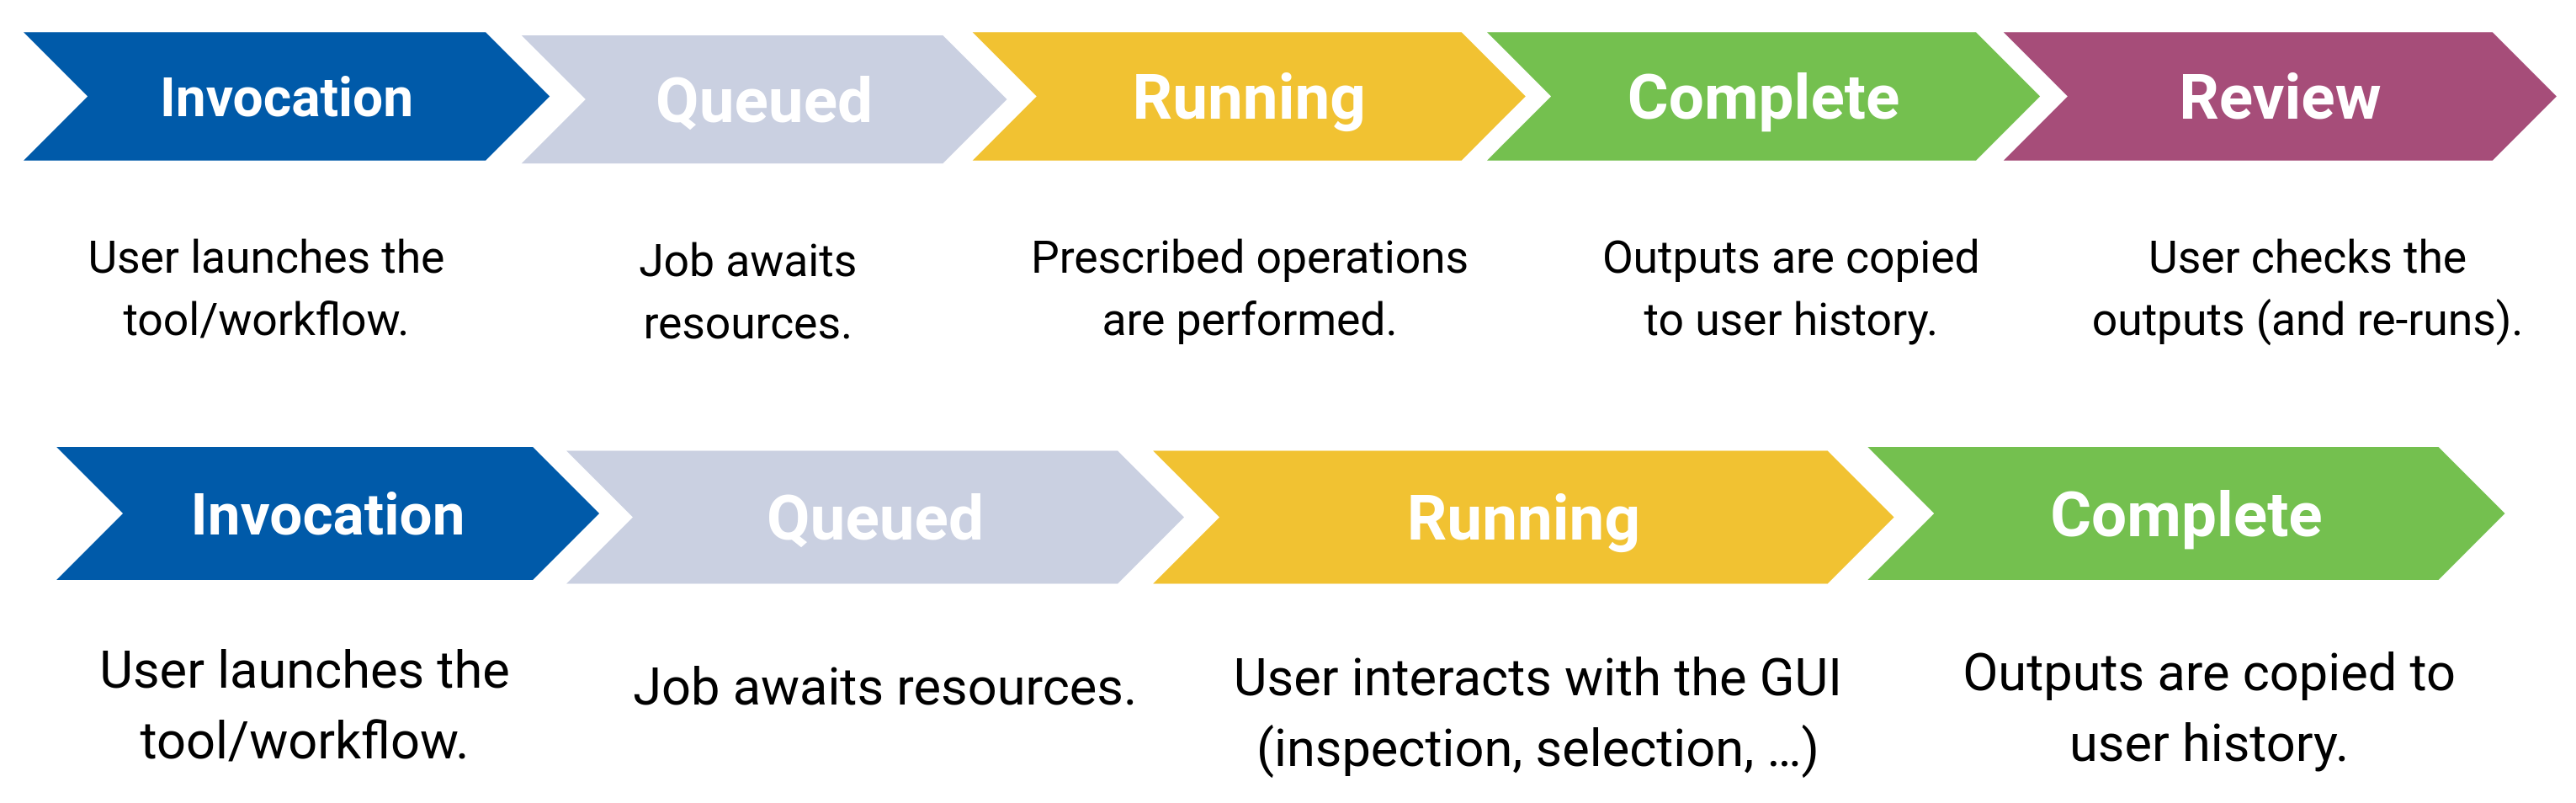 Invocation
Queued
Running
Complete
Review
User launches the
tool/workflow.
Job awaits
resources.
Prescribed operations
are performed.
Outputs are copied
to user history.
User checks the
outputs (and re-runs).
Invocation
Queued
Running
Complete
User launches the
tool/workflow.
Job awaits resources.
User interacts with the GUI
(inspection, selection, ...)
Outputs are copied to
user history.